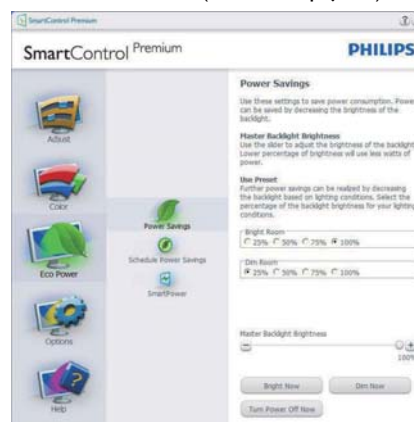 SmartControl Premium
SmartControl Premium
PHILIPS
Adjust
Color
Eco Power
Options
Help
Power Savings
Schedule Power Savings
SmartPower
Power Savings
Use these settings to save power consumption. Power
can be saved by decreasing the brightness of the
backlight.
Master Backlight Brightness
Use the slider to adjust the brightness of the backlight.
Lower percentage of brightness will use less watts of
power.
Use Preset
Further power savings can be realized by decreasing
the backlight based on lighting conditions. Select the
percentage of the backlight brightness for your lighting
conditions.
Bright Room
25% 50% 75% 100%
Dim Room
25% 50% 75% 100%
Master Backlight Brightness
100%
Bright Now
Dim Now
Turn Power Off Now